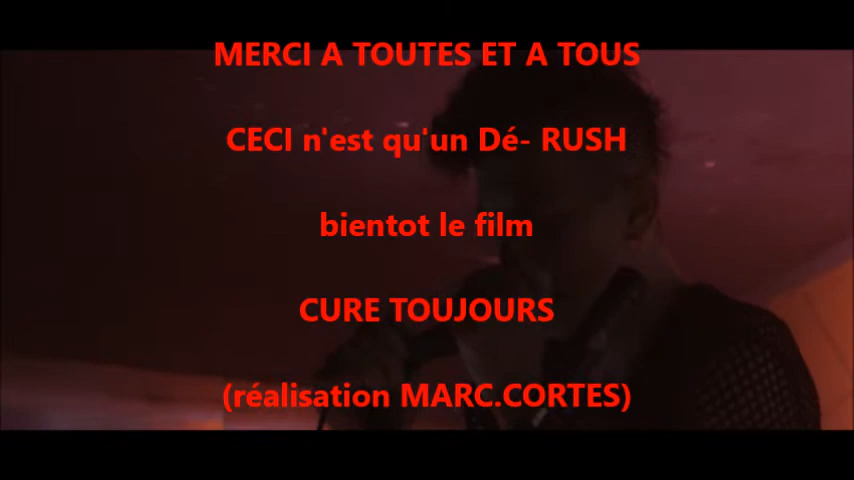 MERCI A TOUTES ET A TOUS
CECI n'est qu'un Dé- RUSH
bientot le film
CURE TOUJOURS
(réalisation MARC.CORTES)